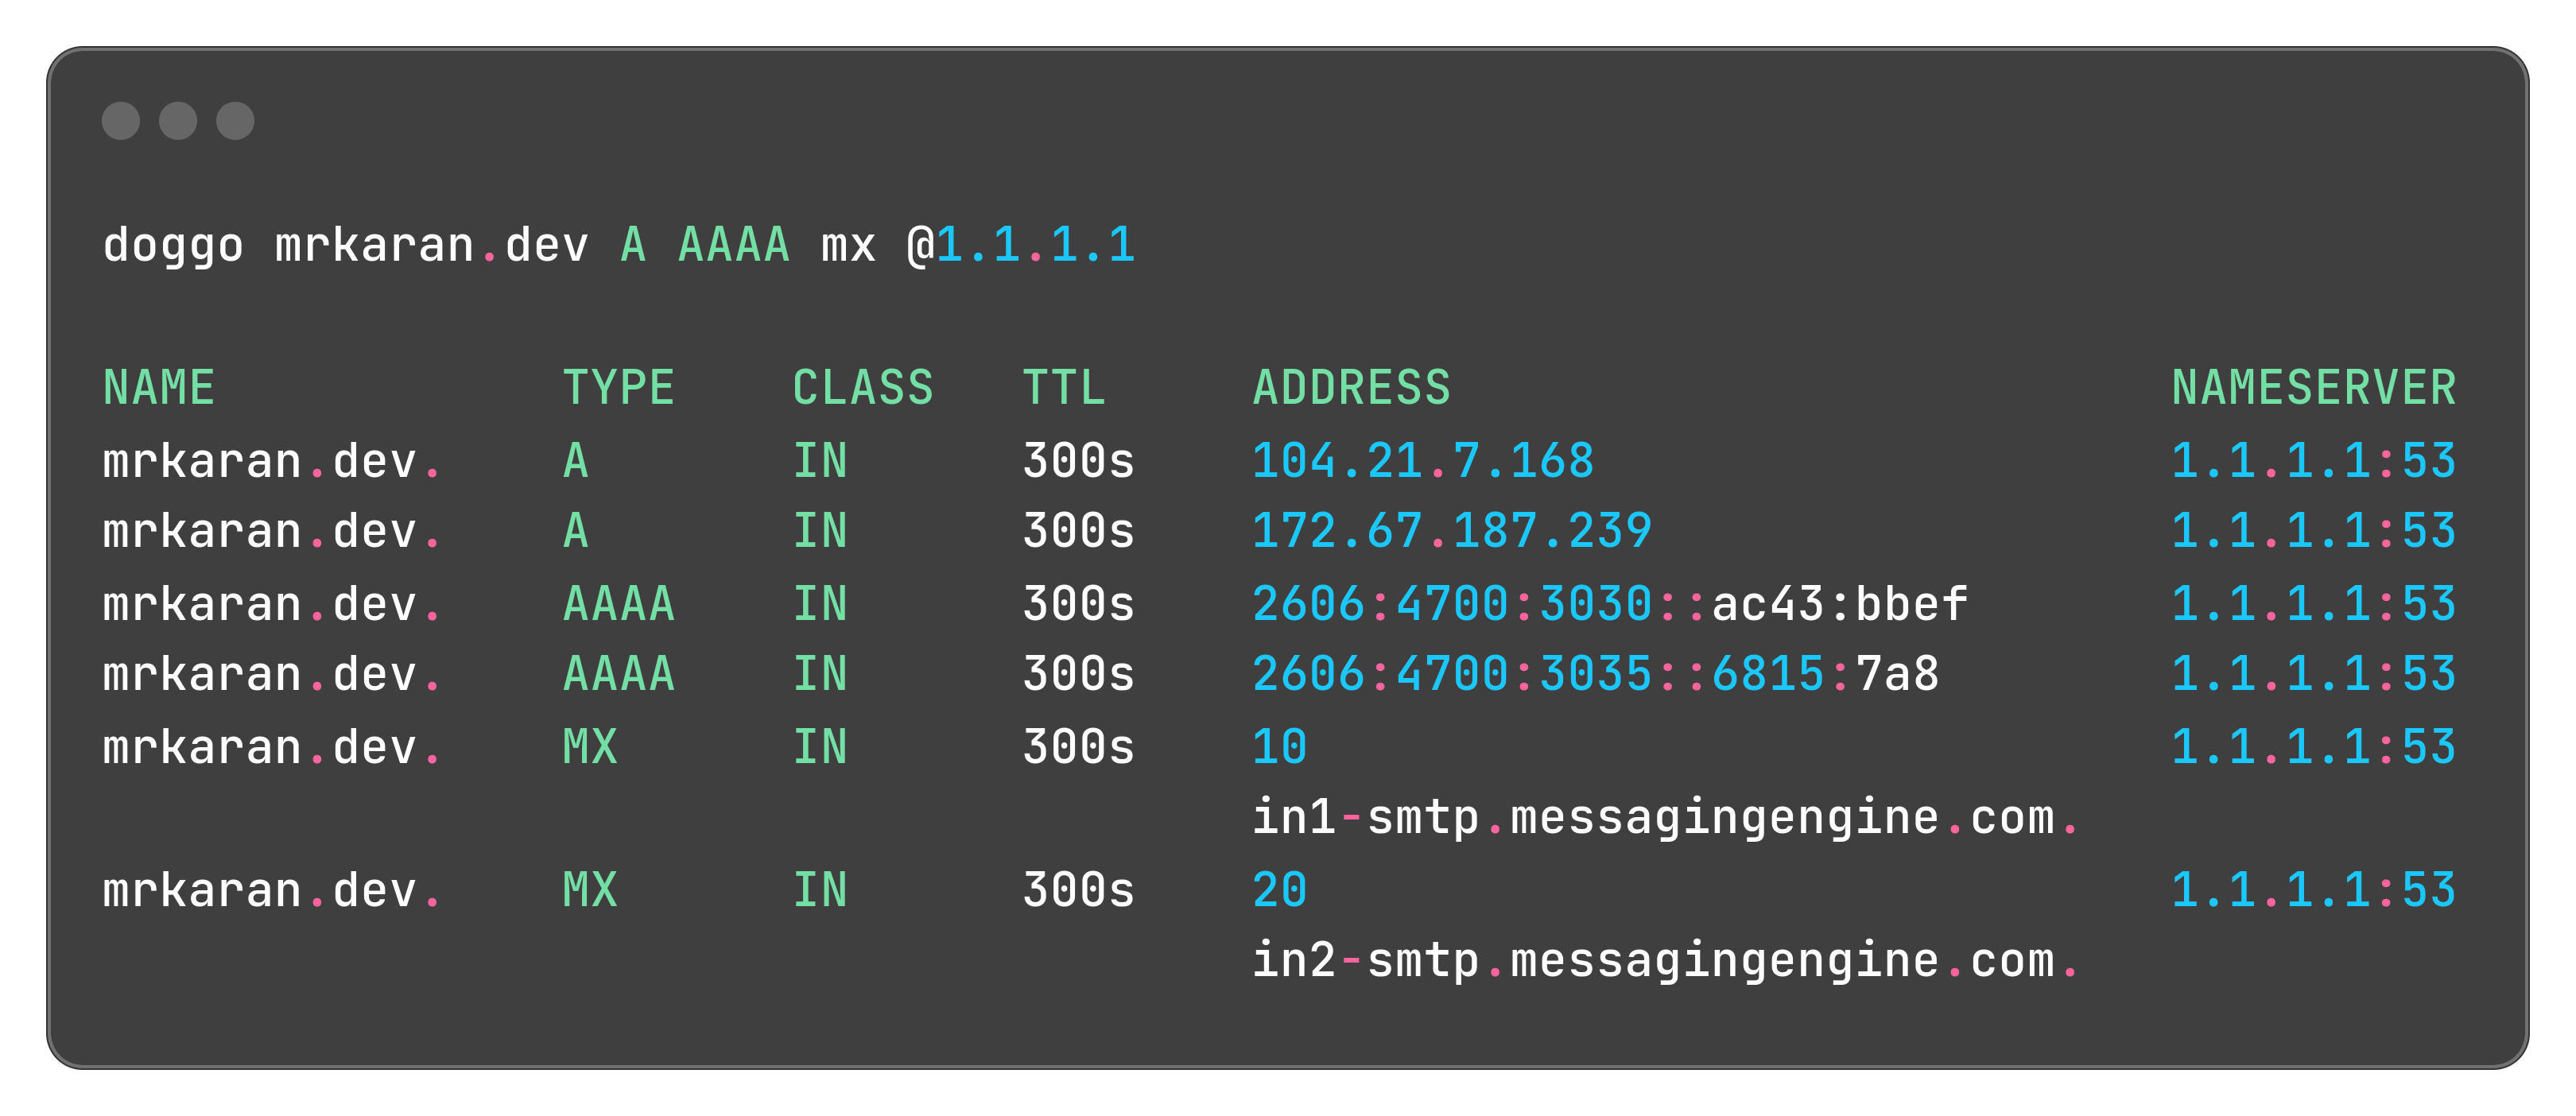 doggo mrkaran.dev A AAAA mx @1.1.1.1
NAME TYPE CLASS TTL ADDRESS NAMESERVER
mrkaran.dev. A IN 300s 104.21.7.168 1.1.1.1:53
mrkaran.dev. A IN 300s 172.67.187.239 1.1.1.1:53
mrkaran.dev. AAAA IN 300s 2606:4700:3030::ac43:bbef 1.1.1.1:53
mrkaran.dev. AAAA IN 300s 2606:4700:3035::6815:7a8 1.1.1.1:53
mrkaran.dev. MX IN 300s 10 1.1.1.1:53
in1-smtp.messagingengine.com.
mrkaran.dev. MX IN 300s 20 1.1.1.1:53
in2-smtp.messagingengine.com.